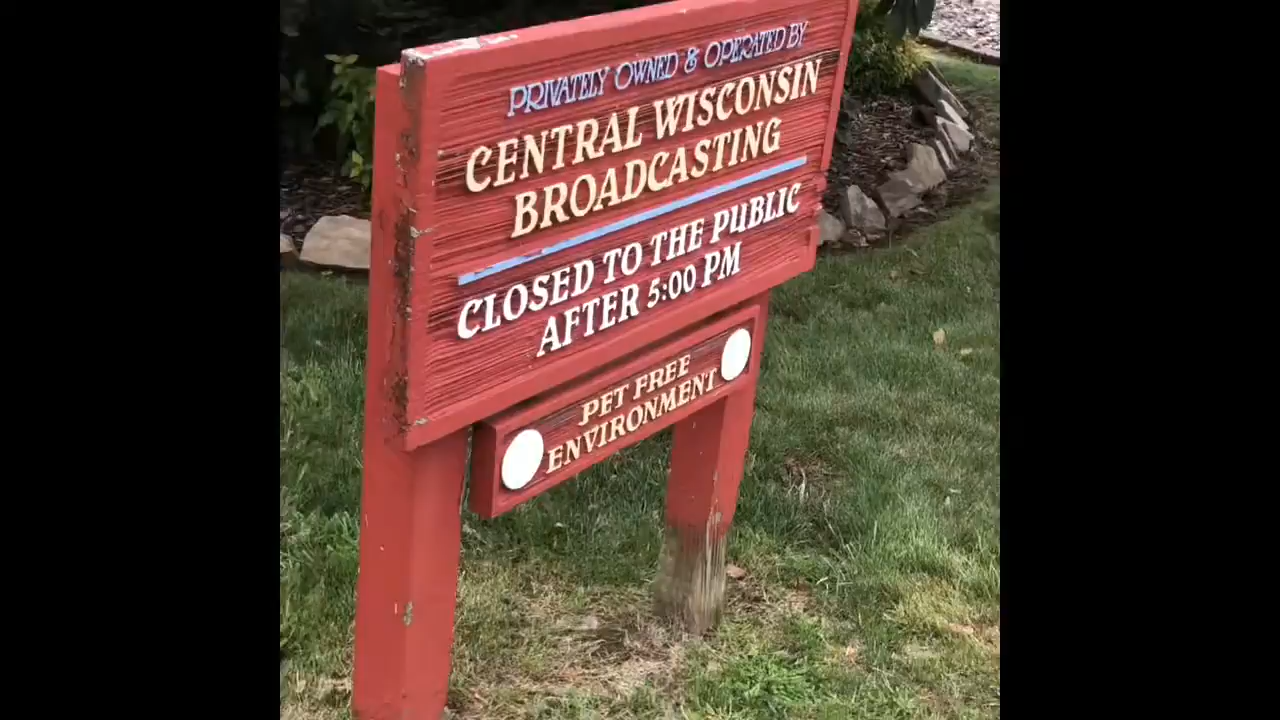 PRIVATELY OWNED & OPERATED BY
CENTRAL WISCONSIN
BROADCASTING
CLOSED TO THE PUBLIC
AFTER 5:00 PM
PET FREE
ENVIRONMENT